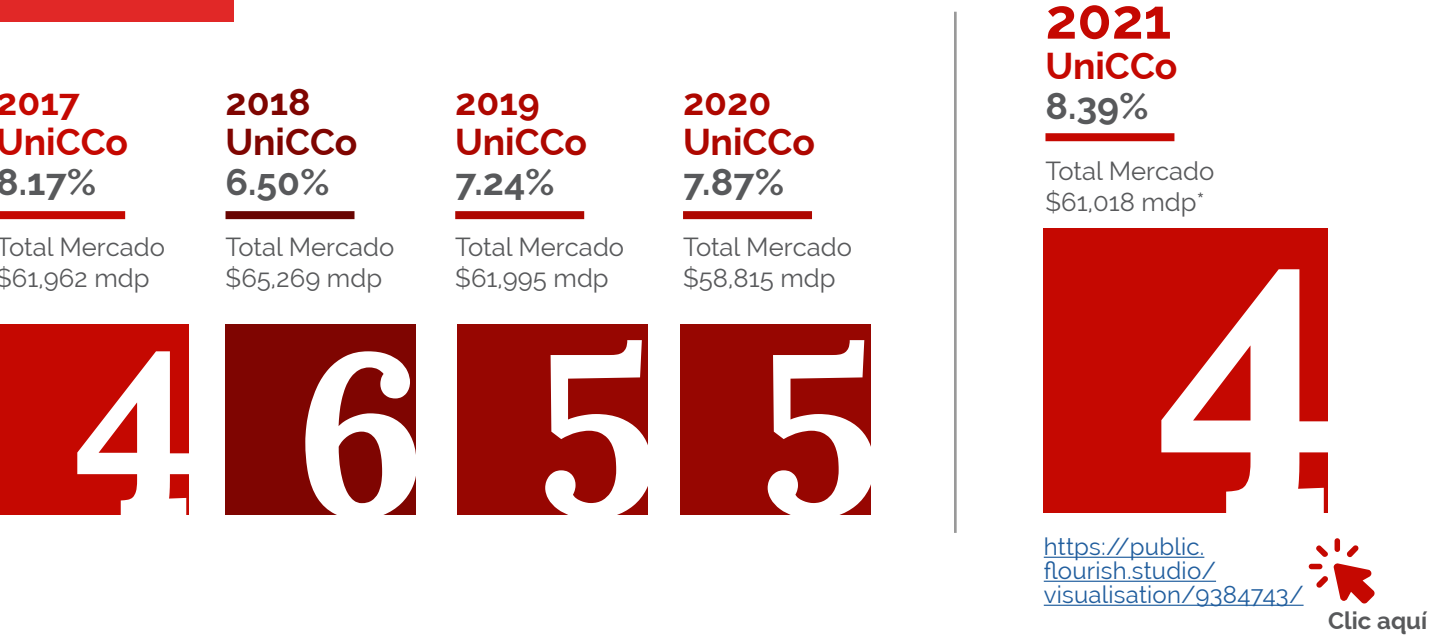 2017
UniCCo
8.17%
Total Mercado
$61,962 mdp
4
2018
UniCCo
6.50%
Total Mercado
$65,269 mdp
6
2019
UniCCo
7.24%
Total Mercado
$61,995 mdp
5
2020
UniCCo
7.87%
Total Mercado
$58,815 mdp
5
2021
UniCCo
8.39%
Total Mercado
$61,018 mdp*
4
https://public.
flourish.studio/
visualisation/9384743/
Clic aquí